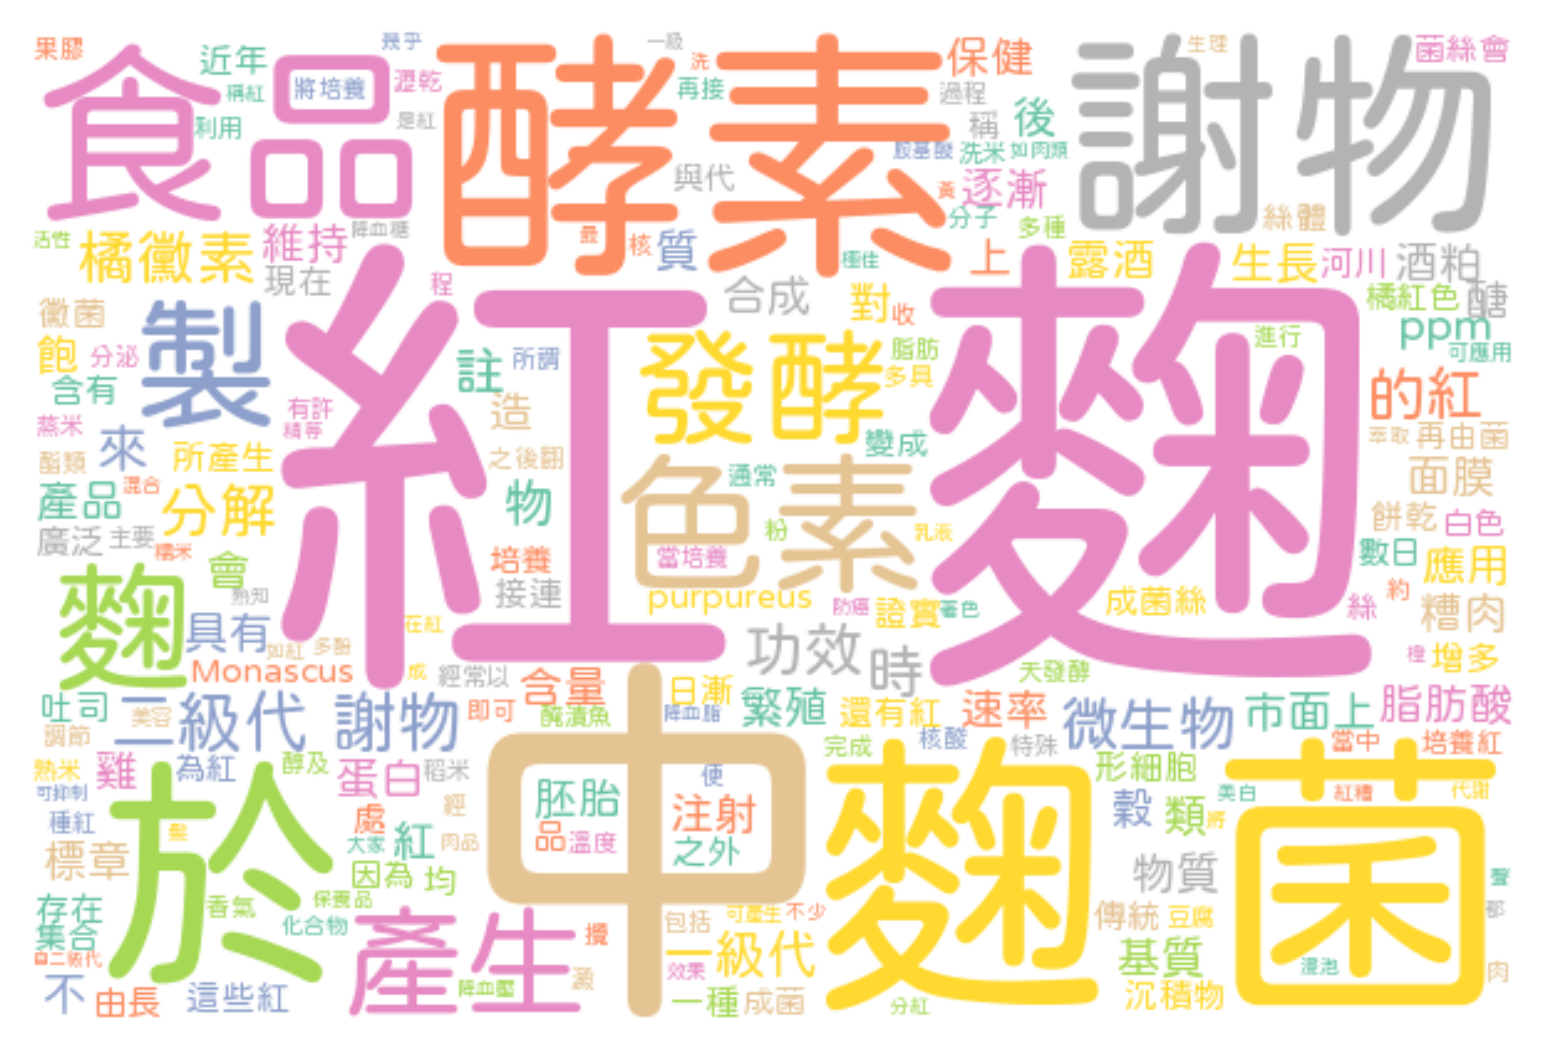 果膠
近年
幾乎
一級
洗
保健
生理
菌絲會
食品
酵素
謝物
稱紅
將培養
瀝乾
再接
過程
利用
是紅
稱
後
胺基酸
洗米
如肉類
與代
黃
逐漸
分子
絲體
活性
橘黴素
維持
降血糖
最
核
質
多種
極佳
上
露酒
生長
河川
酒粕
現在
程
合成
對
收
橘紅色
醣
黴菌
製
紅
麴
發酵
脂肪
進行
ppm
可應用
飽
分泌
註
所謂
多具
含有
有許
造
的紅
蒸米
精等
來
變成
萃取
再由菌
酯類
所產生
之後翻
色素
通常
面膜
產品
混合
分解
物
餅乾
白色
廣泛
主要
糯米
粉
乳液
培養
當培養
數日
應用
麴
會
熟知
接連
purpureus
防癌
證實
著色
成菌絲
絲
約
糟肉
具有
如紅
多酚
在紅
功效
時
Monascus
成
經常以
含量
天發酵
橙
增多
中
吐司
美容
二級代
謝物
即可
醃漬魚
日漸
降血脂
繁殖
還有紅
速率
微生物
市面上
脂肪酸
調節
完成
核酸
特殊
當中
培養紅
熟米
雞
為紅
醇及
蛋白
稻米
便
麴
菌
形細胞
可抑制
胚胎
美白
紅糟
代謝
種紅
髮
於
處
經
注射
穀
類
將
大家
紅
肉品
品
溫度
之外
標章
因為
均
物質
聲
存在
香氣
保養品
集合
化合物
產生
攪
包括
可產生
不少
傳統
豆腐
自二級代
一級代
基質
浸泡
不
由長
這些紅
降血壓
澱
效果
一種
成菌
分紅
沉積物
肉